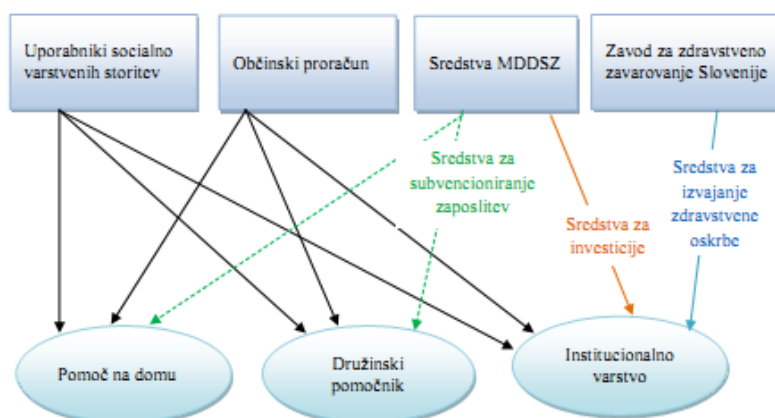 Uporabniki socialno
varstvenih storitev
Občinski proračun
Sredstva MDDSZ
Zavod za zdravstveno
zavarovanje Slovenije
Sredstva za
subvencioniranje
zaposlitev
Sredstva za
investicije
Sredstva za
izvajanje
zdravstvene
oskrbe
Pomoč na domu
Družinski
pomočnik
Institucionalno
varstvo